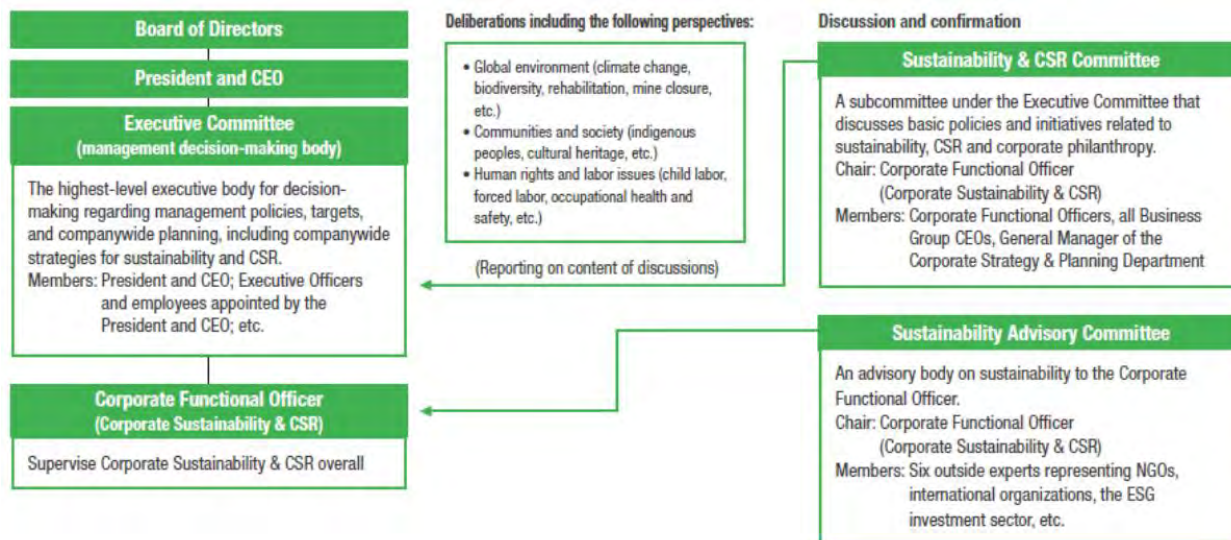 Board of Directors
President and CEO
Executive Committee
(management decision-making body)
The highest-level executive body for decision-
making regarding management policies, targets,
and companywide planning, including companywide
strategies for sustainability and CSR.
Members: President and CEO; Executive Officers
and employees appointed by the
President and CEO; etc.
Corporate Functional Officer
(Corporate Sustainability & CSR)
Supervise Corporate Sustainability & CSR overall
Deliberations including the following perspectives:
• Global environment (climate change,
biodiversity, rehabilitation, mine closure,
etc.)
• Communities and society (indigenous
peoples, cultural heritage, etc.)
• Human rights and labor issues (child labor,
forced labor, occupational health and
safety, etc.)
(Reporting on content of discussions)
Discussion and confirmation
Sustainability & CSR Committee
A subcommittee under the Executive Committee that
discusses basic policies and initiatives related to
sustainability, CSR and corporate philanthropy.
Chair: Corporate Functional Officer
(Corporate Sustainability & CSR)
Members: Corporate Functional Officers, all Business
Group CEOs, General Manager of the
Corporate Strategy & Planning Department
Sustainability Advisory Committee
An advisory body on sustainability to the Corporate
Functional Officer.
Chair: Corporate Functional Officer
(Corporate Sustainability & CSR)
Members: Six outside experts representing NGOs,
international organizations, the ESG
investment sector, etc.